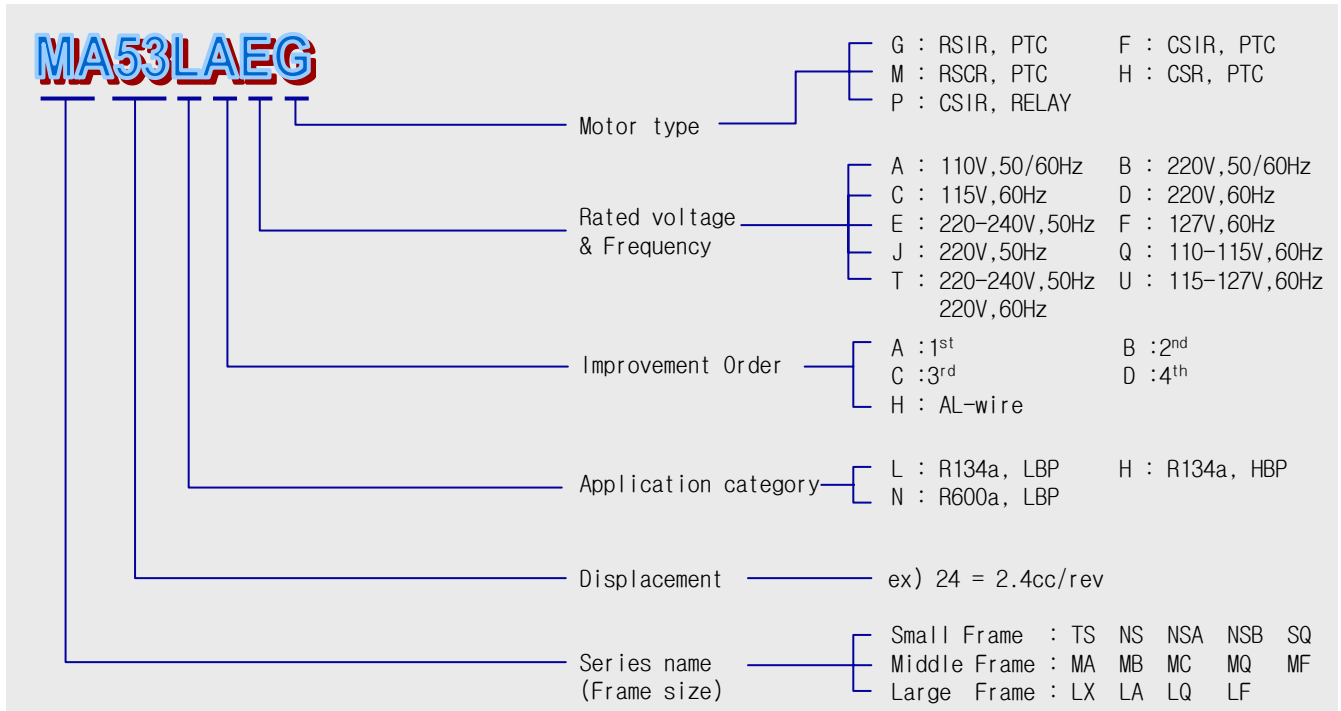 MA53LAEG
G : RSIR, PTC F : CSIR, PTC
M : RSCR, PTC H : CSR, PTC
P : CSIR, RELAY
Motor type
A : 110V,50/60Hz B : 220V,50/60Hz
C : 115V,60Hz D : 220V,60Hz
E : 220-240V,50Hz F : 127V,60Hz
J : 220V,50Hz Q : 110-115V,60Hz
T : 220-240V,50Hz U : 115-127V,60Hz
220V,60Hz
Rated voltage
& Frequency
A :1st B :2nd
C :3rd D :4th
H : AL-wire
Improvement Order
L : R134a, LBP H : R134a, HBP
N : R600a, LBP
Application category
Displacement ex) 24 = 2.4cc/rev
Small Frame : TS NS NSA NSB SQ
Middle Frame : MA MB MC MQ MF
Large Frame : LX LA LQ LF
Series name
(Frame size)